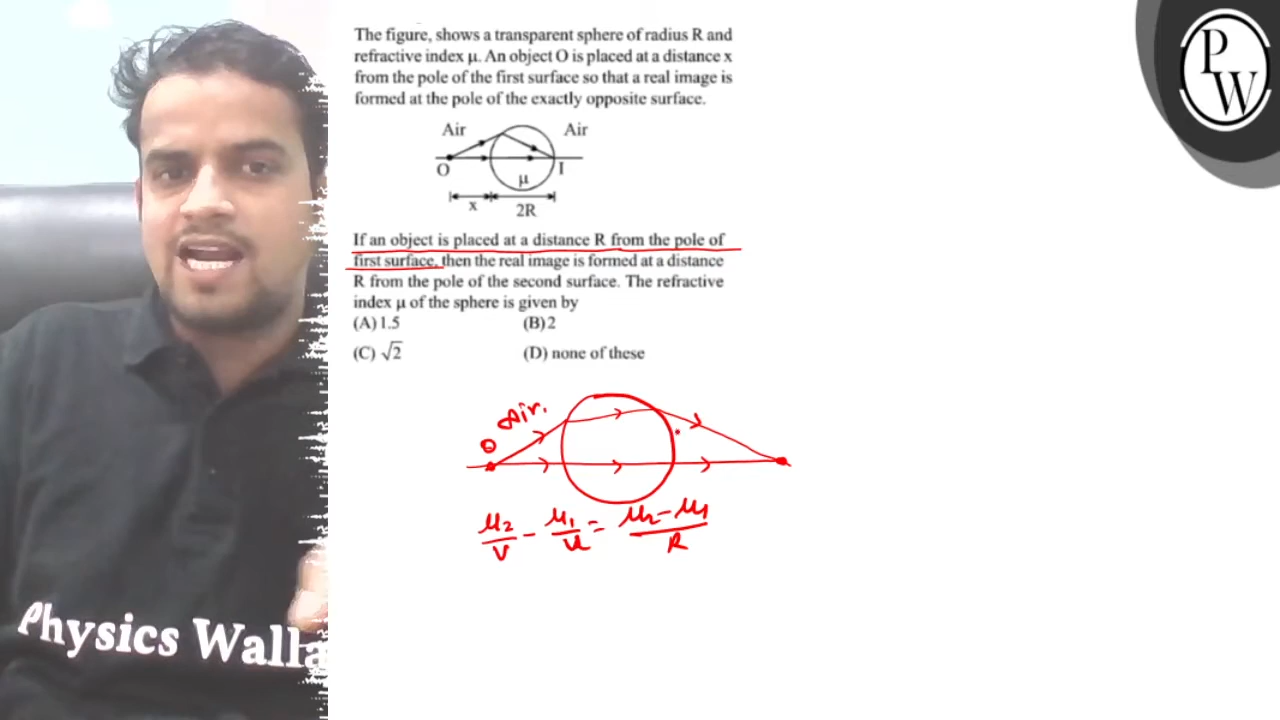 The figure, shows a transparent sphere of radius R and
refractive index μ. An object O is placed at a distance x
from the pole of the first surface so that a real image is
formed at the pole of the exactly opposite surface.
Air Air
O I
μ
x 2R
If an object is placed at a distance R from the pole of
first surface, then the real image is formed at a distance
R from the pole of the second surface. The refractive
index μ of the sphere is given by
(A) 1.5 (B) 2
(C) √2 (D) none of these
Air.
O
μ2/v - μ1/u = μ2 - μ1/R
Physics Walla
P
W